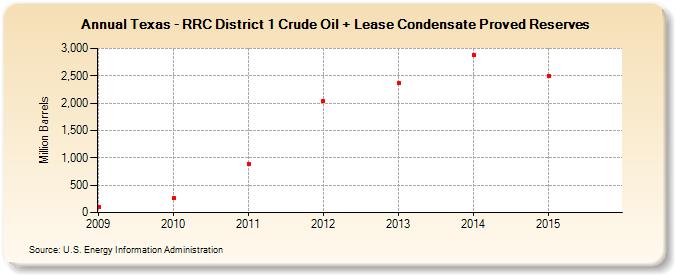 Annual Texas - RRC District 1 Crude Oil + Lease Condensate Proved Reserves
Million Barrels
3,000
2,500
2,000
1,500
1,000
500
0
2009 2010 2011 2012 2013 2014 2015
Source: U.S. Energy Information Administration